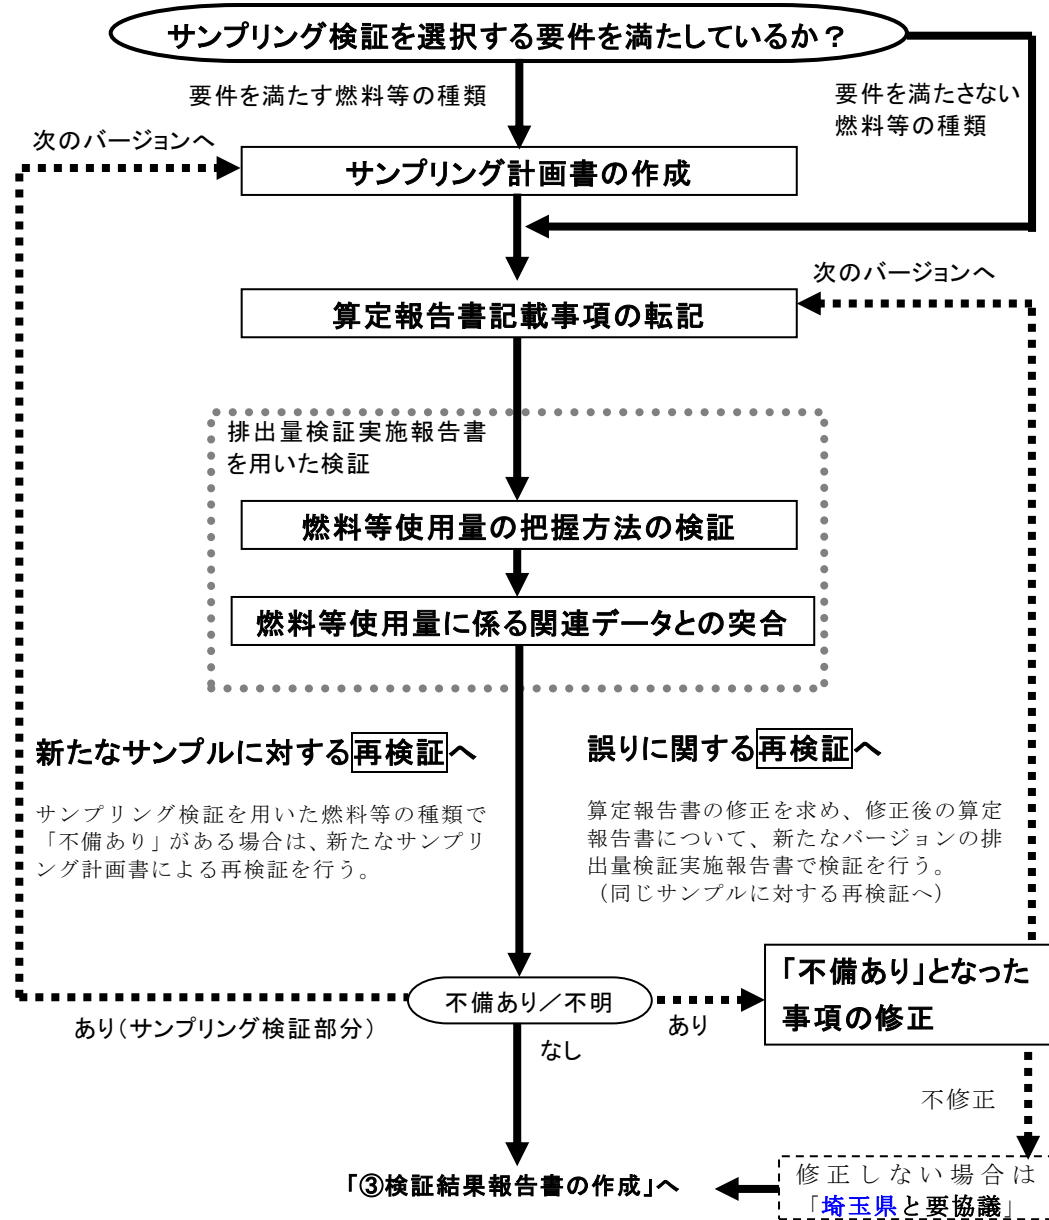 サンプリング検証を選択する要件を満たしているか？
要件を満たす燃料等の種類
要件を満たさない
燃料等の種類
次のバージョンへ
サンプリング計画書の作成
次のバージョンへ
算定報告書記載事項の転記
排出量検証実施報告書
を用いた検証
燃料等使用量の把握方法の検証
燃料等使用量に係る関連データとの突合
新たなサンプルに対する再検証へ
サンプリング検証を用いた燃料等の種類で
「不備あり」がある場合は、新たなサンプリ
ング計画書による再検証を行う。
誤りに関する再検証へ
算定報告書の修正を求め、修正後の算定
報告書について、新たなバージョンの排
出量検証実施報告書で検証を行う。
（同じサンプルに対する再検証へ）
不備あり／不明
あり（サンプリング検証部分）
あり
なし
「不備あり」となった
事項の修正
不修正
「③検証結果報告書の作成」へ
修正しない場合は
「埼玉県と要協議」